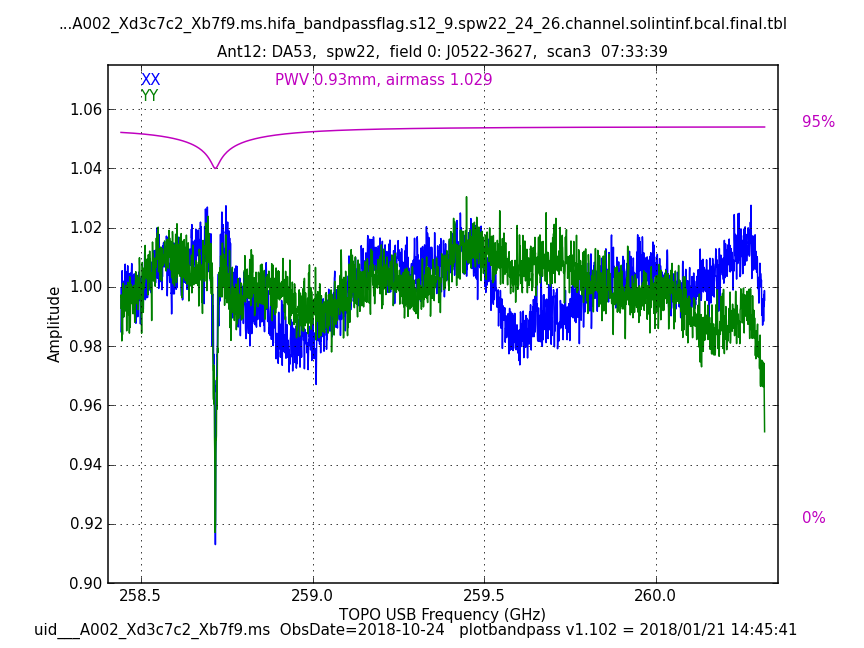 ...A002_Xd3c7c2_Xb7f9.ms.hifa_bandpassflag.s12_9.spw22_24_26.channel.solintinf.bcal.final.tbl
Ant12: DA53,  spw22,  field 0: J0522-3627,  scan3  07:33:39
XX
PWV 0.93mm, airmass 1.029
YY
1.06
95%
1.04
1.02
1.00
Amplitude
0.98
0.96
0.94
0.92
0%
0.90
258.5 259.0 259.5 260.0
TOPO USB Frequency (GHz)
uid___A002_Xd3c7c2_Xb7f9.ms  ObsDate=2018-10-24   plotbandpass v1.102 = 2018/01/21 14:45:41